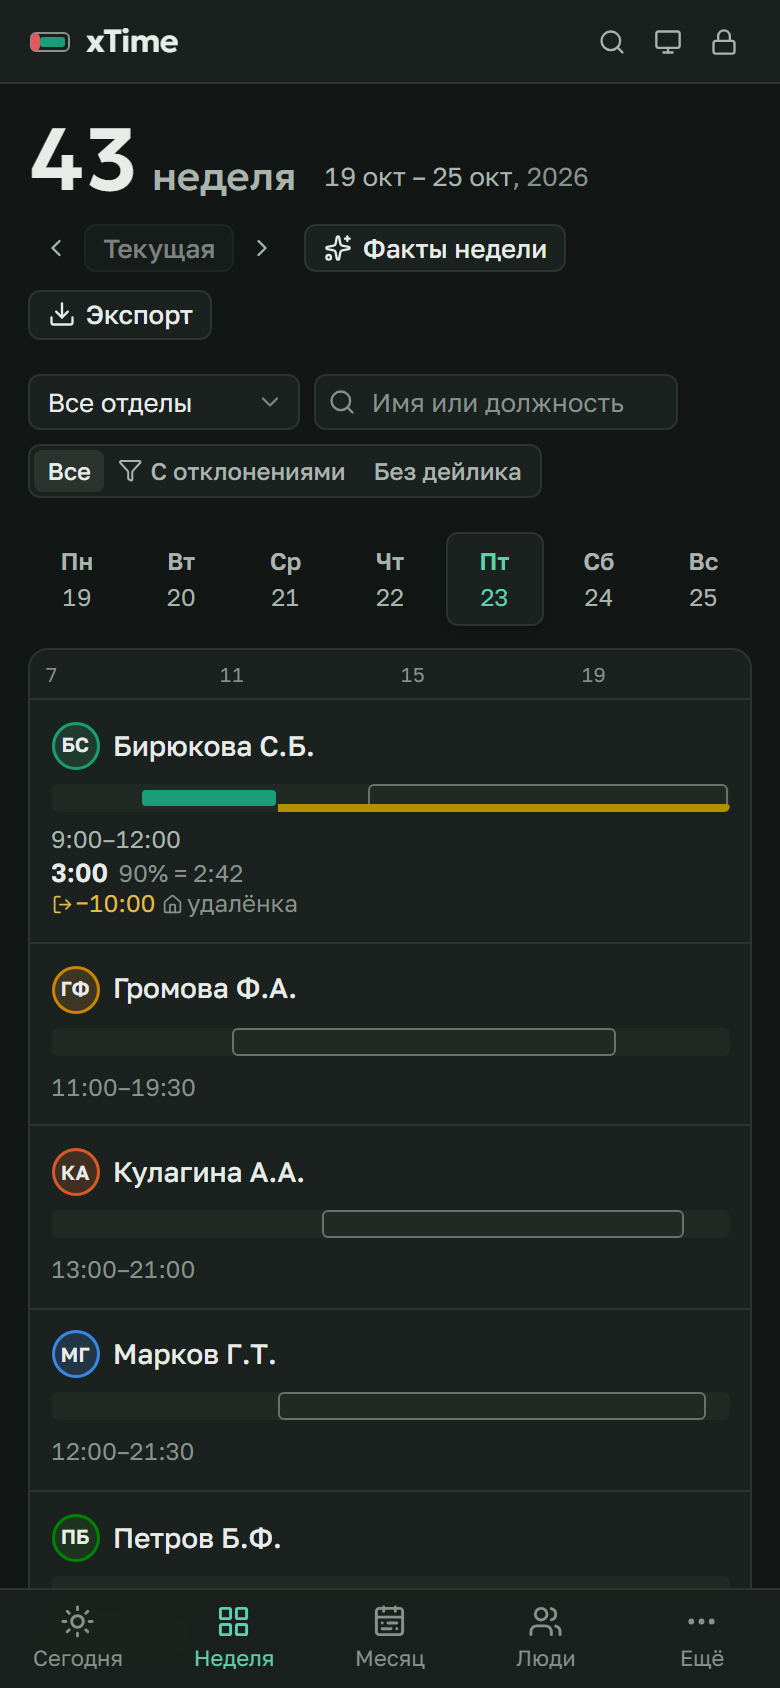 xTime
43 неделя 19 окт – 25 окт, 2026
Текущая Факты недели
Экспорт
Все отделы Имя или должность
Все С отклонениями Без дейлика
Пн Вт Ср Чт Пт Сб Вс
19 20 21 22 23 24 25
7 11 15 19
БС Бирюкова С.Б.
9:00–12:00
3:00 90% = 2:42
−10:00 удалёнка
ГФ Громова Ф.А.
11:00–19:30
КА Кулагина А.А.
13:00–21:00
МГ Марков Г.Т.
12:00–21:30
ПБ Петров Б.Ф.
Сегодня Неделя Месяц Люди Ещё